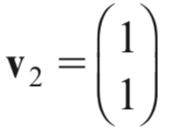 v₂ = (1
1)